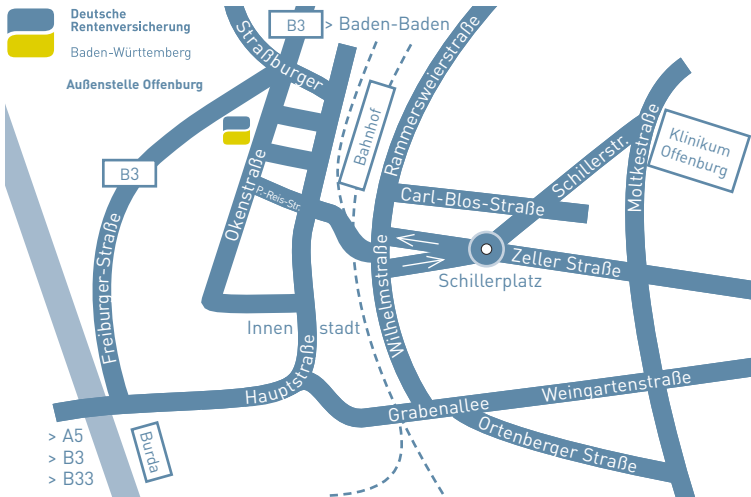 Deutsche
Rentenversicherung
Baden-Württemberg
Außenstelle Offenburg
B3
> Baden-Baden
Straßburger
Rammersweierstraße
Bahnhof
Klinikum
Offenburg
Schillerstr.
Moltkestraße
B3
Okenstraße
P.-Reis-Str.
Carl-Blos-Straße
Freiburger-Straße
Zeller Straße
Schillerplatz
Wilhelmstraße
Innen stadt
Hauptstraße
Grabenallee
Weingartenstraße
Ortenberger Straße
Burda
> A5
> B3
> B33